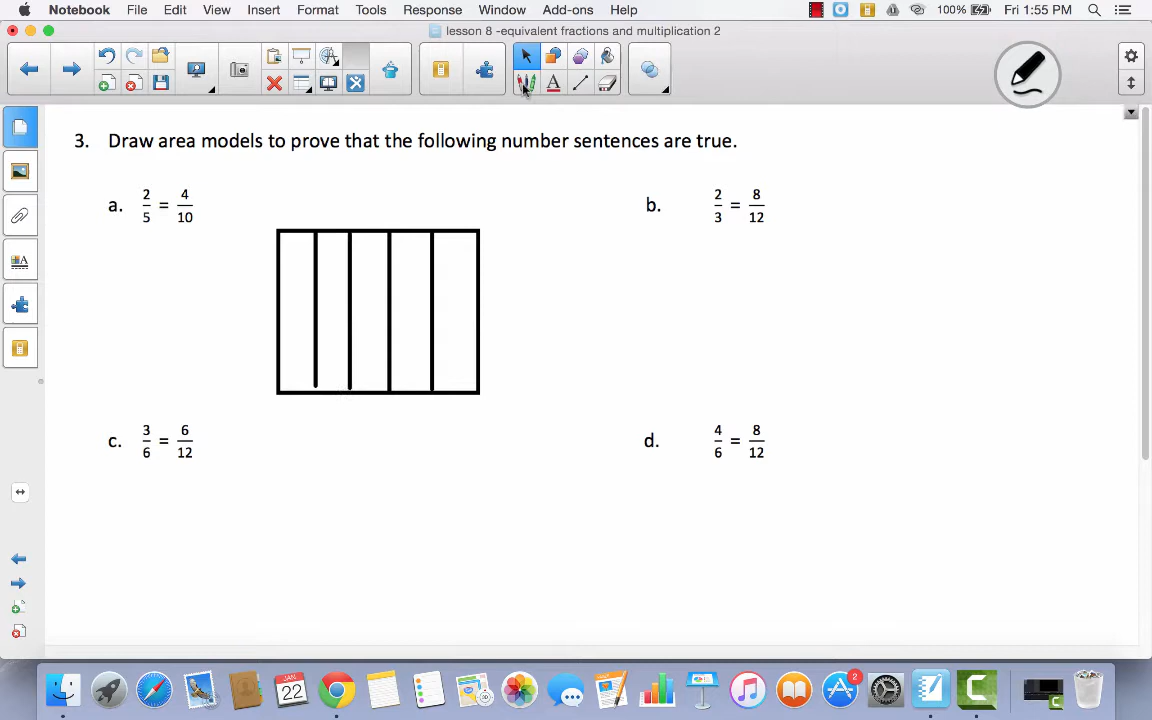 Notebook File Edit View Insert Format Tools Response Window Add-ons Help 100% Fri 1:55 PM
lesson 8 -equivalent fractions and multiplication 2
3. Draw area models to prove that the following number sentences are true.
a. 2/5 = 4/10 b. 2/3 = 8/12
c. 3/6 = 6/12 d. 4/6 = 8/12
JAN
22
2